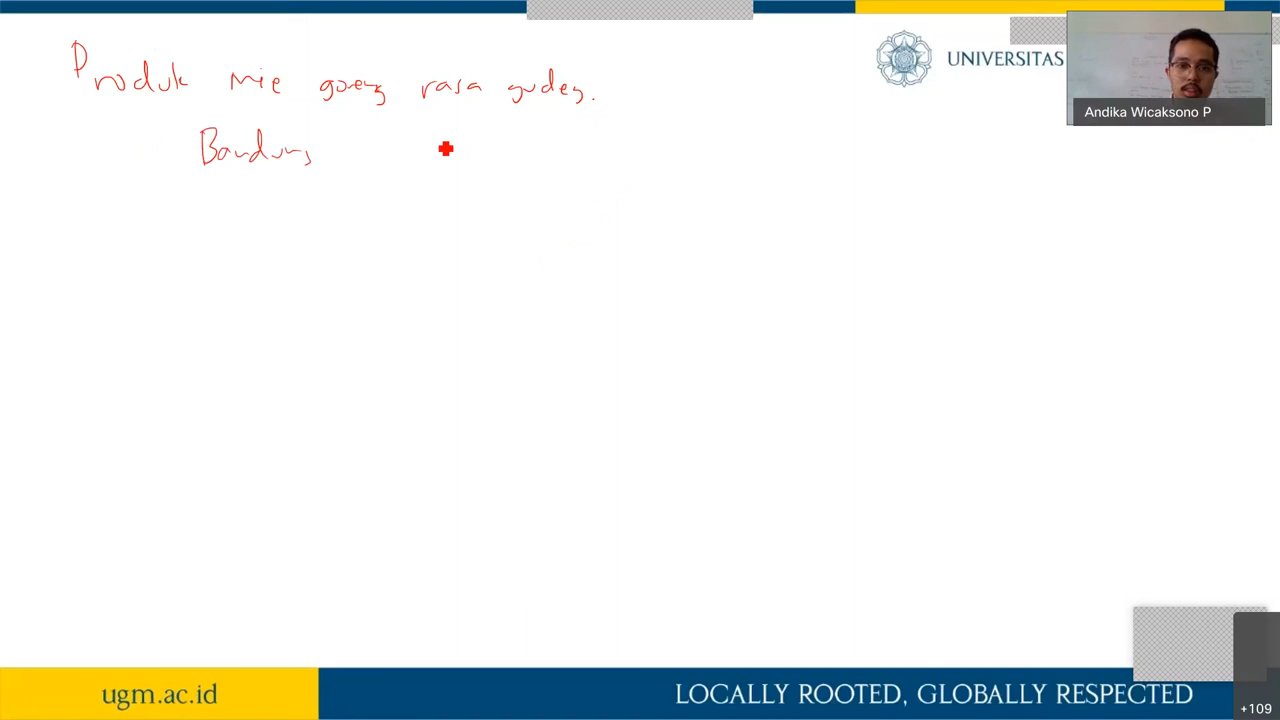 UNIVERSITAS
Andika Wicaksono P
Produk mie goreng rasa gudeg.
Bandung
ugm.ac.id
LOCALLY ROOTED, GLOBALLY RESPECTED
+109